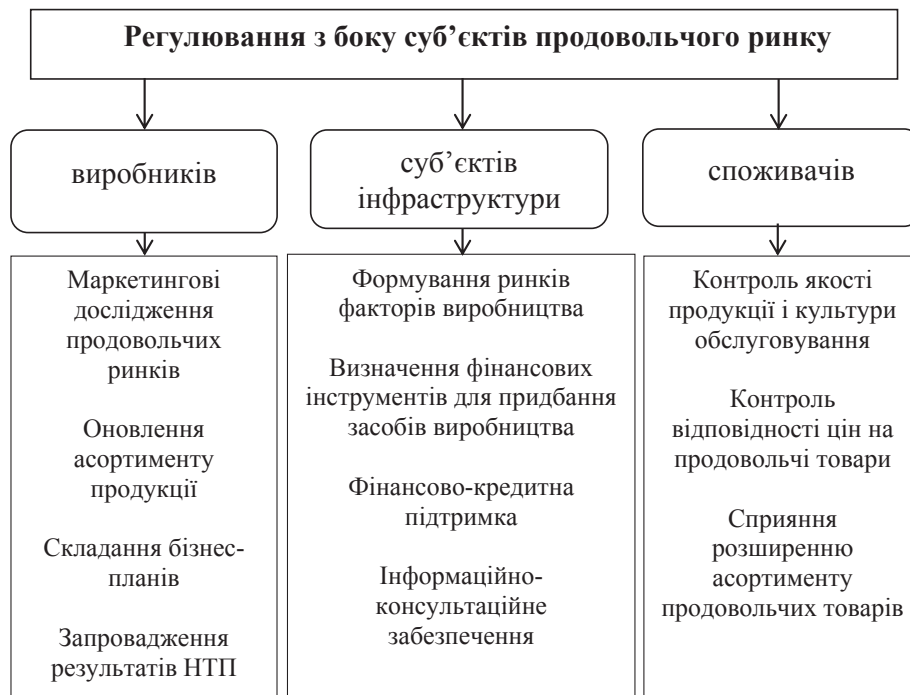 Регулювання з боку суб’єктів продовольчого ринку
виробників
суб’єктів
інфраструктури
споживачів
Маркетингові
дослідження
продовольчих
ринків
Оновлення
асортименту
продукції
Складання бізнес-
планів
Запровадження
результатів НТП
Формування ринків
факторів виробництва
Визначення фінансових
інструментів для придбання
засобів виробництва
Фінансово-кредитна
підтримка
Інформаційно-
консультаційне
забезпечення
Контроль якості
продукції і культури
обслуговування
Контроль
відповідності цін на
продовольчі товари
Сприяння
розширенню
асортименту
продовольчих товарів